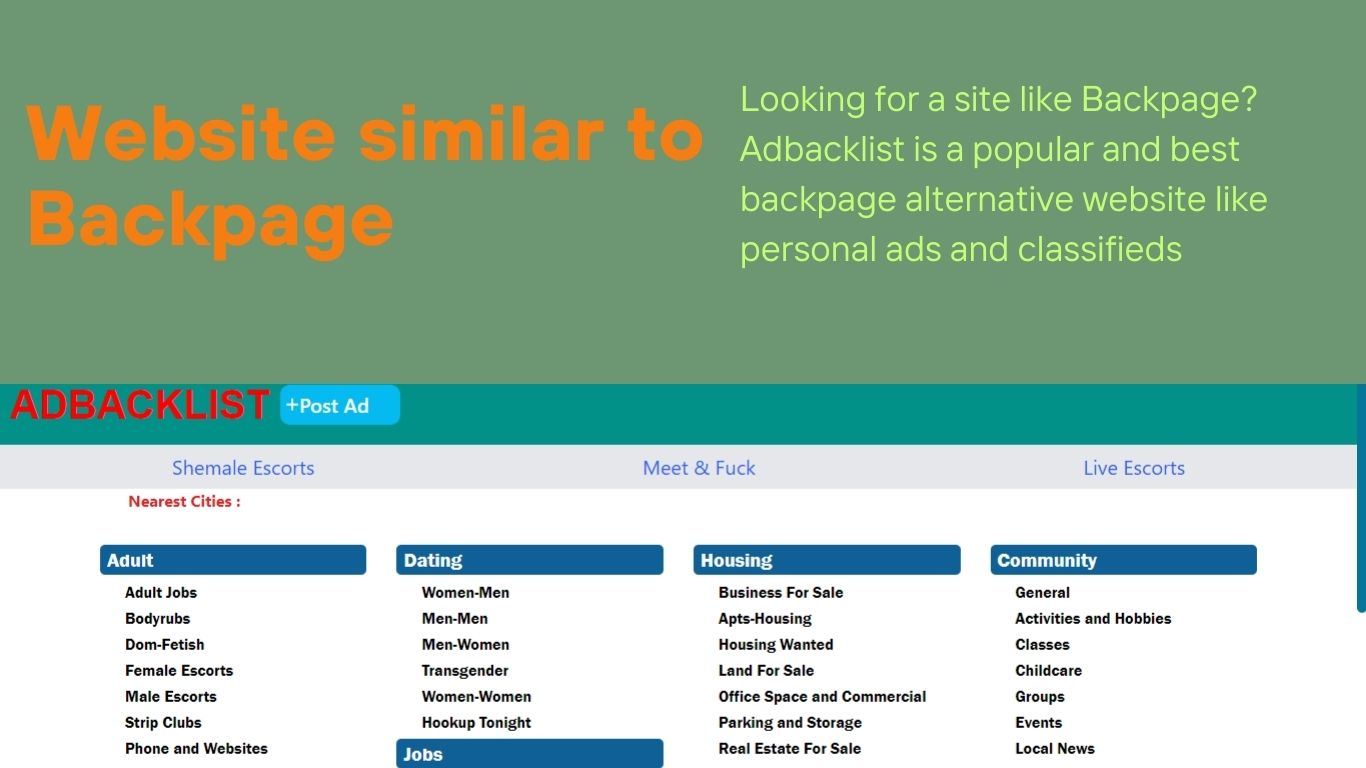 Website similar to
Backpage
Looking for a site like Backpage?
Adbacklist is a popular and best
backpage alternative website like
personal ads and classifieds
ADBACKLIST +Post Ad
Shemale Escorts Meet & Fuck Live Escorts
Nearest Cities :
Adult
Adult Jobs
Bodyrubs
Dom-Fetish
Female Escorts
Male Escorts
Strip Clubs
Phone and Websites
Dating
Women-Men
Men-Men
Men-Women
Transgender
Women-Women
Hookup Tonight
Jobs
Housing
Business For Sale
Apts-Housing
Housing Wanted
Land For Sale
Office Space and Commercial
Parking and Storage
Real Estate For Sale
Community
General
Activities and Hobbies
Classes
Childcare
Groups
Events
Local News